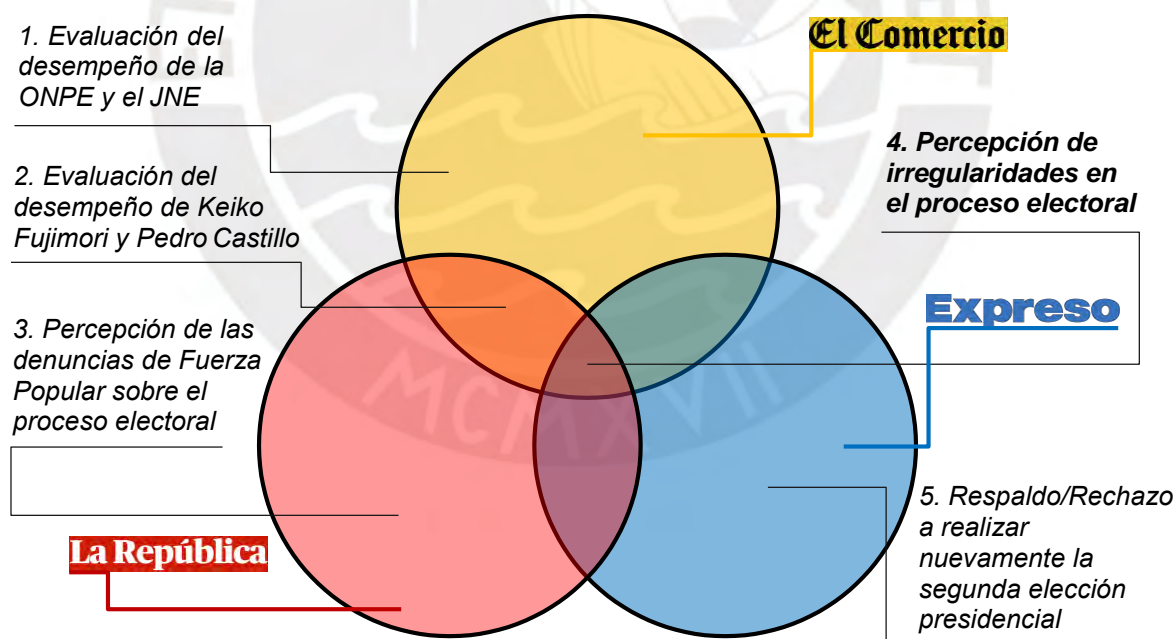 1. Evaluación del
desempeño de la
ONPE y el JNE
El Comercio
2. Evaluación del
desempeño de Keiko
Fujimori y Pedro Castillo
4. Percepción de
irregularidades en
el proceso electoral
3. Percepción de las
denuncias de Fuerza
Popular sobre el
proceso electoral
Expreso
MCMXVII
La República
5. Respaldo/Rechazo
a realizar
nuevamente la
segunda elección
presidencial